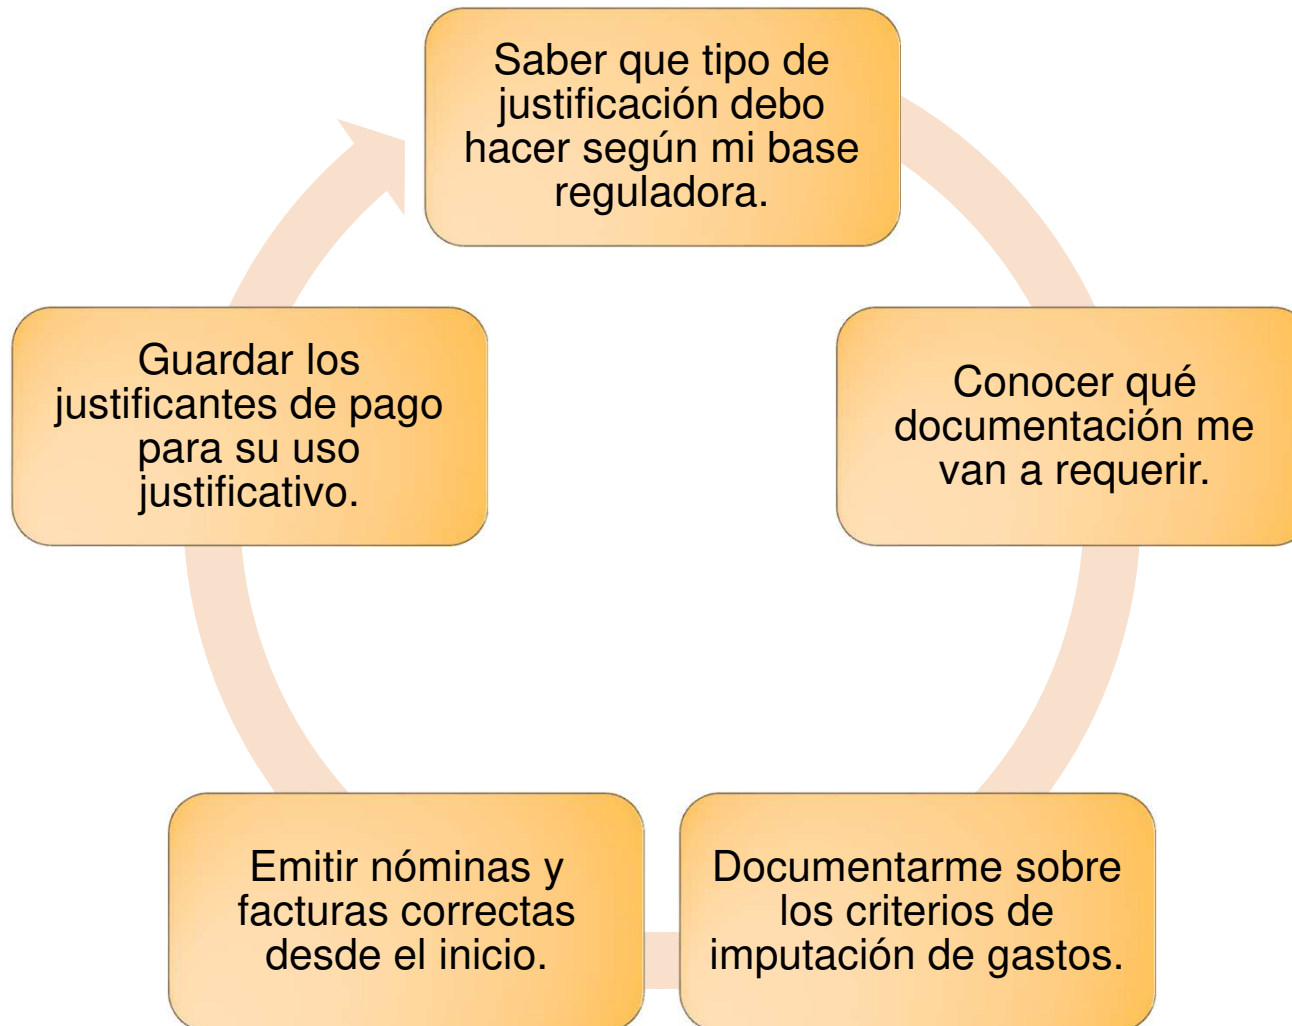 Saber que tipo de
justificación debo
hacer según mi base
reguladora.
Conocer qué
documentación me
van a requerir.
Documentarme sobre
los criterios de
imputación de gastos.
Emitir nóminas y
facturas correctas
desde el inicio.
Guardar los
justificantes de pago
para su uso
justificativo.